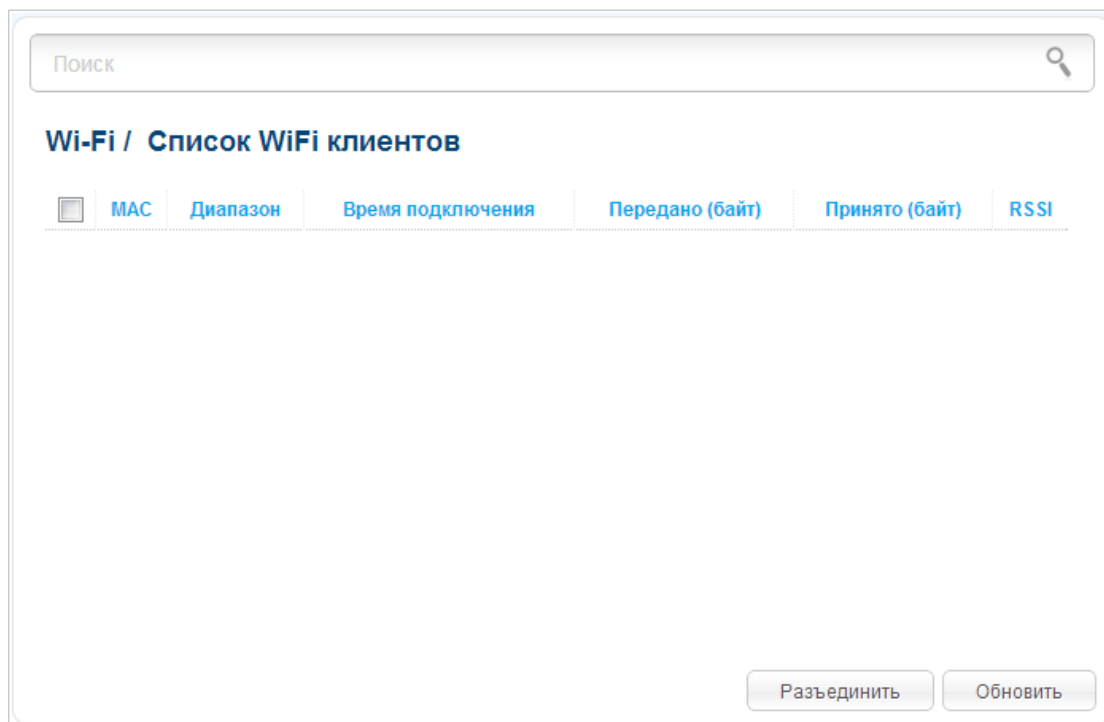 Поиск
Wi-Fi / Список WiFi клиентов
MAC Диапазон Время подключения Передано (байт) Принято (байт) RSSI
Разъединить Обновить